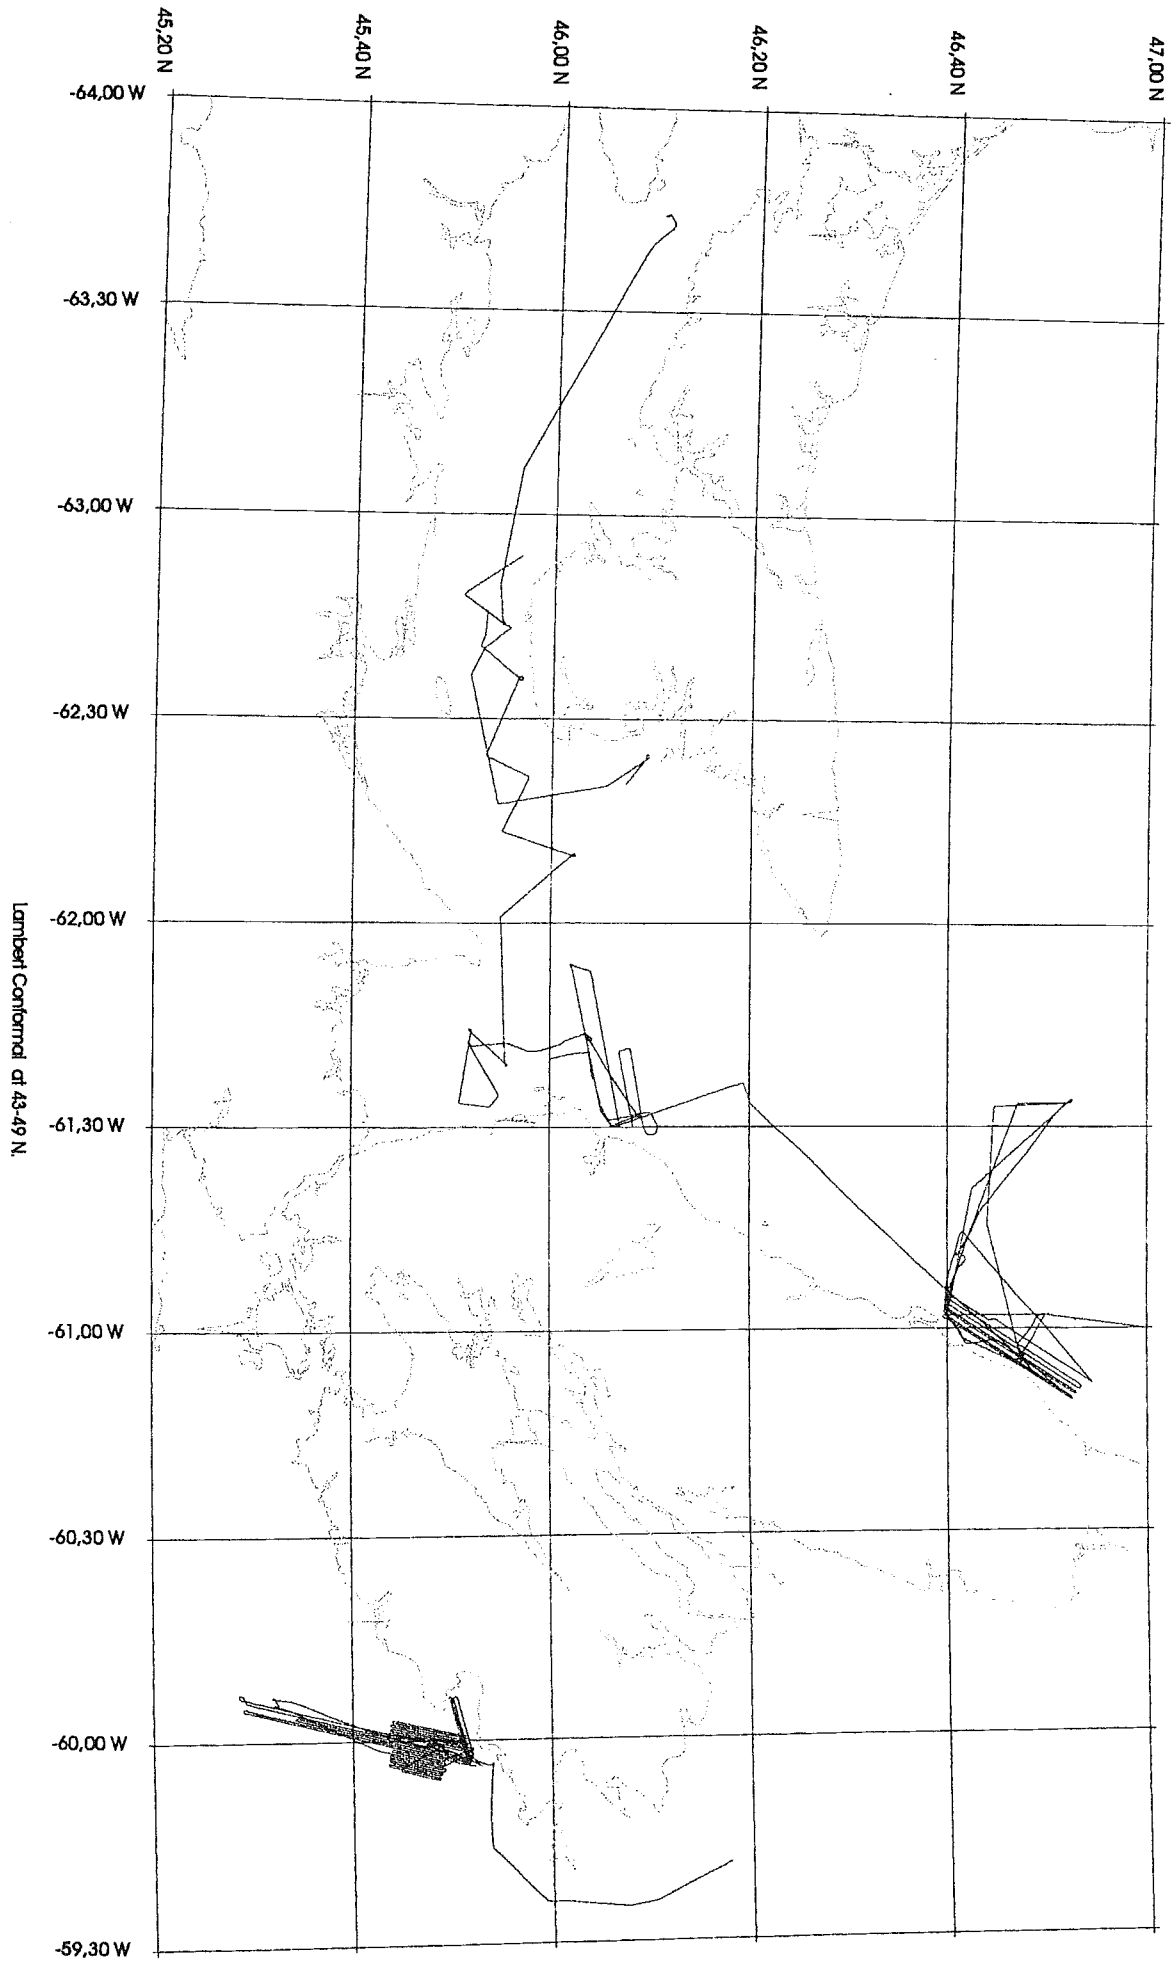 45,20 N
45,40 N
46,00 N
46,20 N
46,40 N
47,00 N
-64,00 W
-63,30 W
-63,00 W
-62,30 W
-62,00 W
-61,30 W
-61,00 W
-60,30 W
-60,00 W
-59,30 W
Lambert Conformal at 43-49 N.